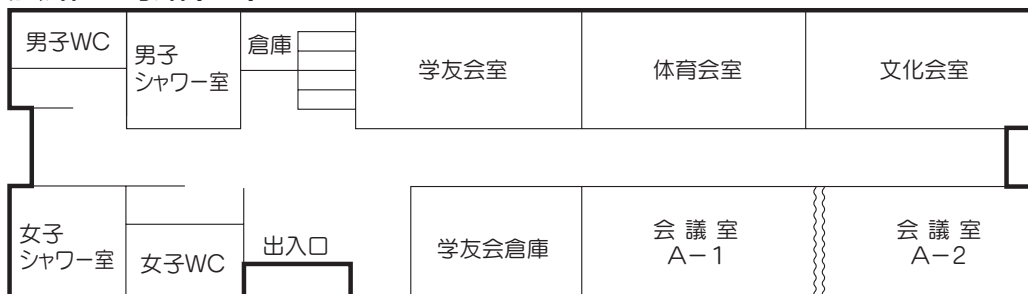 男子WC
男子
シャワー室
倉庫
学友会室
体育会室
文化会室
女子
シャワー室
女子WC
出入口
学友会倉庫
会議室
A−1
会議室
A−2